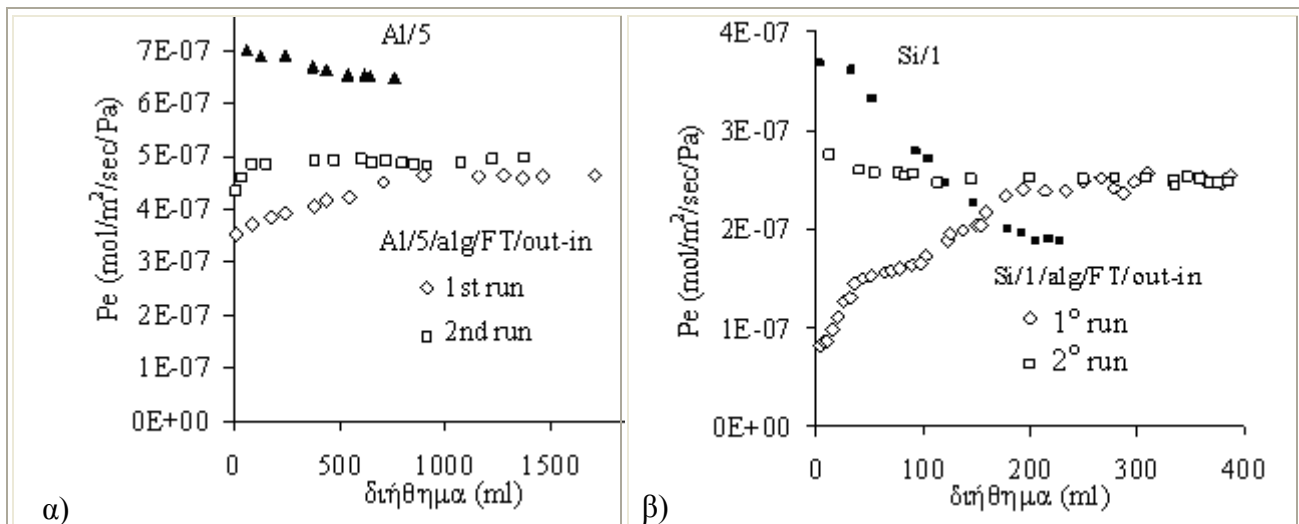 Al/5
7E-07
6E-07
5E-07
4E-07
3E-07
2E-07
1E-07
0E+00
Pe (mol/m²/sec/Pa)
Al/5/alg/FT/out-in
1st run
2nd run
0 500 1000 1500
διήθημα (ml)
α)
4E-07
3E-07
2E-07
1E-07
0E+00
Pe (mol/m²/sec/Pa)
Si/1
Si/1/alg/FT/out-in
1° run
2° run
0 100 200 300 400
διήθημα (ml)
β)